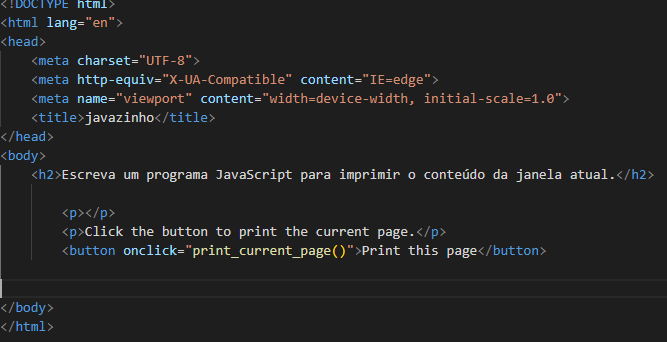 <!DOCTYPE html>
<html lang="en">
<head>
<meta charset="UTF-8">
<meta http-equiv="X-UA-Compatible" content="IE=edge">
<meta name="viewport" content="width=device-width, initial-scale=1.0">
<title>javazinho</title>
</head>
<body>
<h2>Escreva um programa JavaScript para imprimir o conteúdo da janela atual.</h2>
<p></p>
<p>Click the button to print the current page.</p>
<button onclick="print_current_page()">Print this page</button>
</body>
</html>